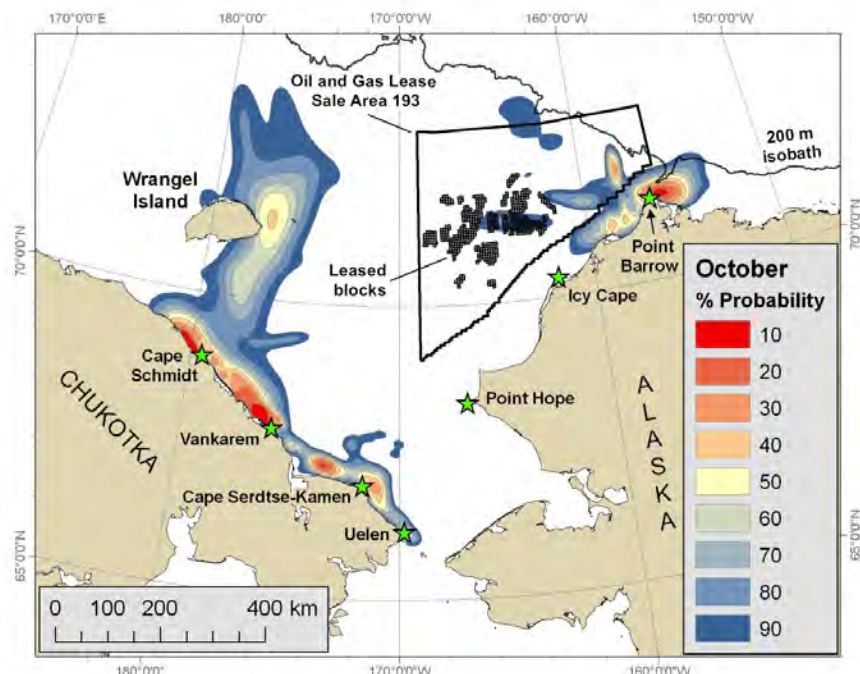 170°0'0"E
180°0'0"
170°0'0"W
160°0'0"W
150°0'0"W
Oil and Gas Lease
Sale Area 193
200 m
isobath
Wrangel
Island
70°0'0"N
70°0'0"N
Point
Barrow
Leased
blocks
Icy Cape
October
% Probability
10
20
30
40
50
60
70
80
90
Cape
Schmidt
CHUKOTKA
Point Hope
ALASKA
Vankarem
Cape Serdtse-Kamen
Uelen
65°0'0"N
65°0'0"N
0 100 200 400 km
180°0'0"
170°0'0"W
160°0'0"W